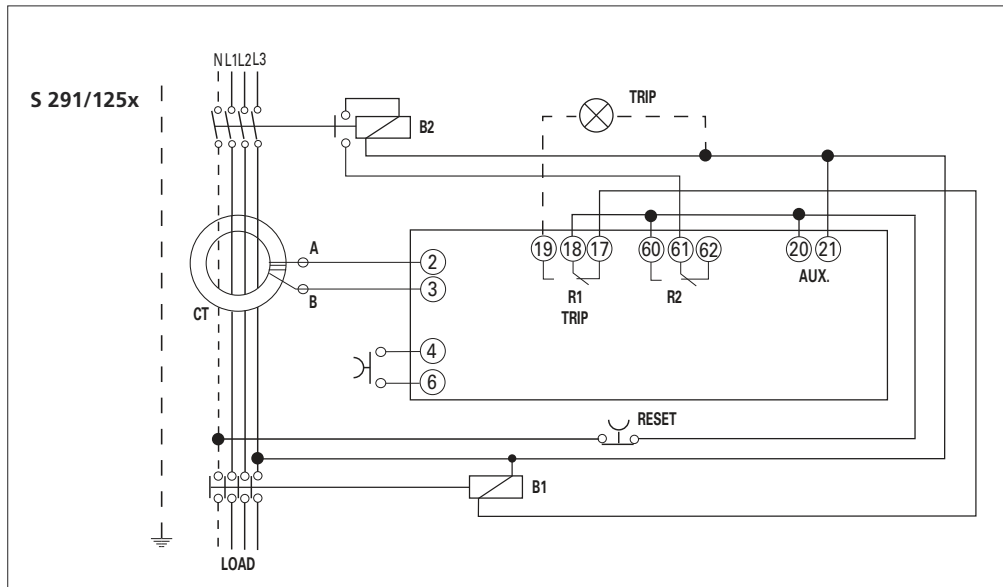 N L1 L2 L3
S 291/125x
TRIP
B2
19 18 17 60 61 62 20 21
AUX.
A
2
R1
R2
B
3
TRIP
CT
4
6
RESET
B1
LOAD